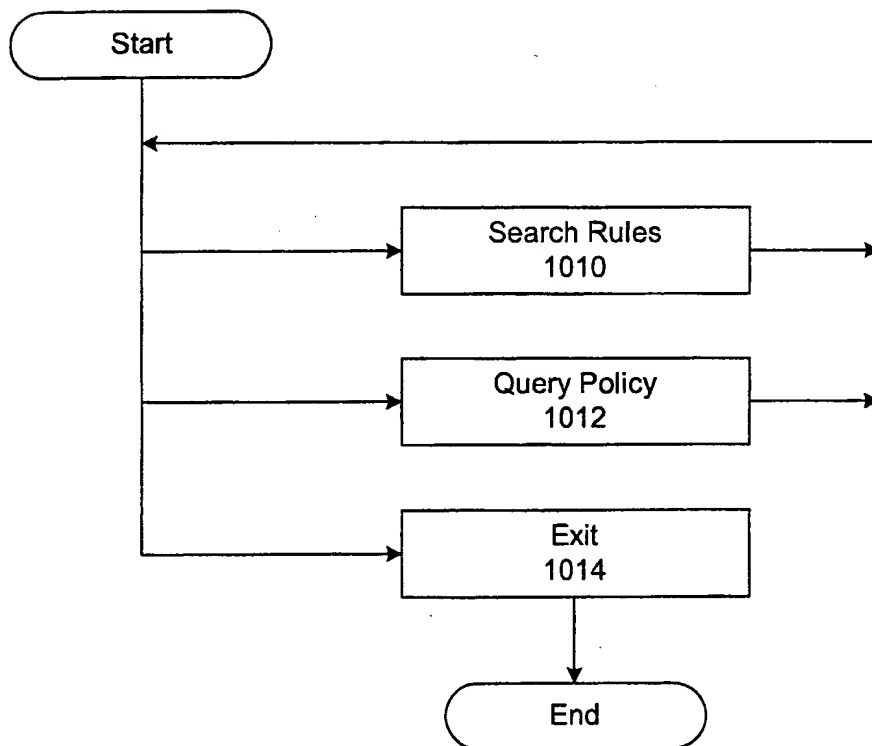 Start
Search Rules
1010
Query Policy
1012
Exit
1014
End